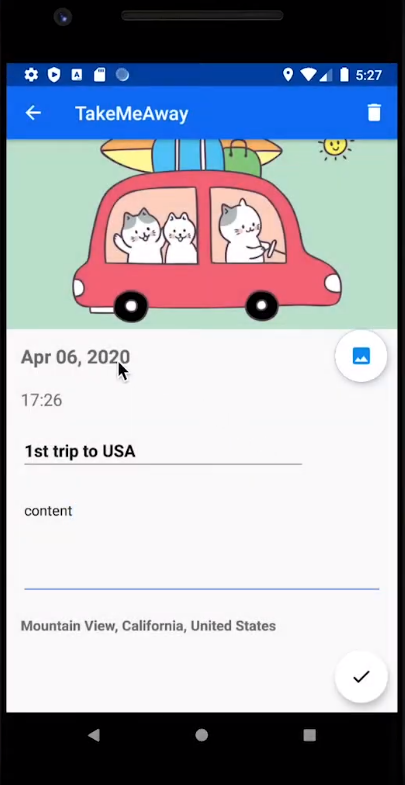 5:27
TakeMeAway
Apr 06, 2020
17:26
1st trip to USA
content
Mountain View, California, United States